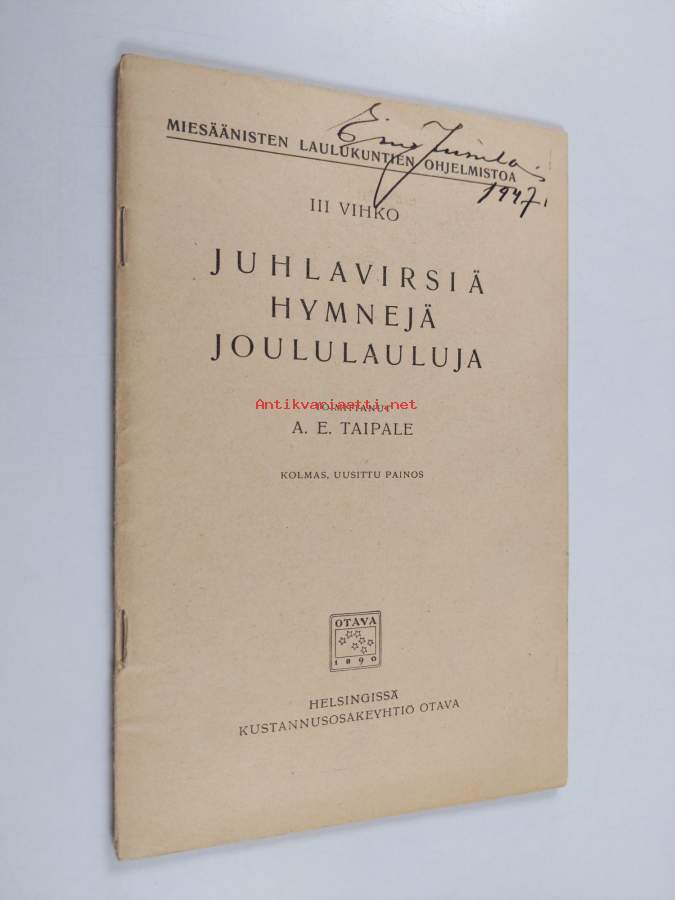 MIESÄÄNISTEN LAULUKUNTIEN OHJELMISTOA
1947.
III VIHKO
JUHLAVIRSIÄ
HYMNEJÄ
JOULULAULUJA
TOIMITTANUT
Antikvariaatti.net
A. E. TAIPALE
KOLMAS, UUSITTU PAINOS
OTAVA
1890
HELSINGISSÄ
KUSTANNUSOSAKEYHTIÖ OTAVA